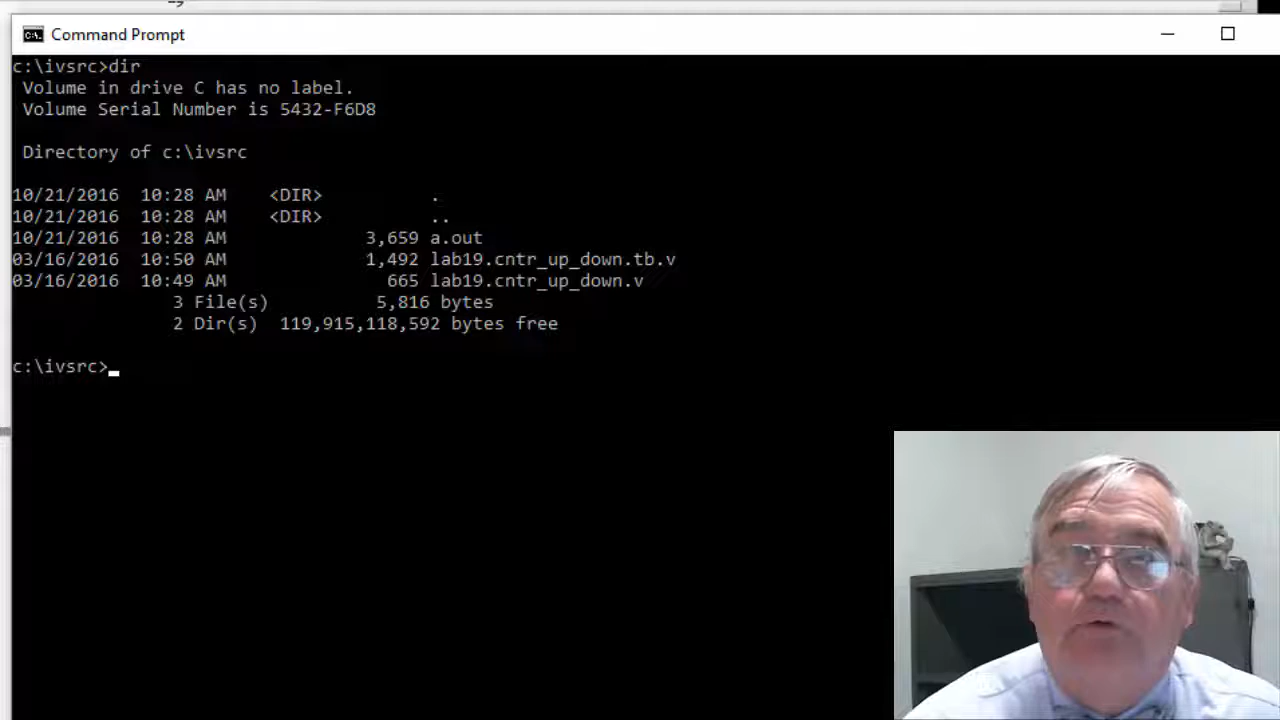 Command Prompt
c:\ivsrc>dir
Volume in drive C has no label.
Volume Serial Number is 5432-F6D8
Directory of c:\ivsrc
10/21/2016 10:28 AM <DIR> .
10/21/2016 10:28 AM <DIR> ..
10/21/2016 10:28 AM 3,659 a.out
03/16/2016 10:50 AM 1,492 lab19.cntr_up_down.tb.v
03/16/2016 10:49 AM 665 lab19.cntr_up_down.v
3 File(s) 5,816 bytes
2 Dir(s) 119,915,118,592 bytes free
c:\ivsrc>_